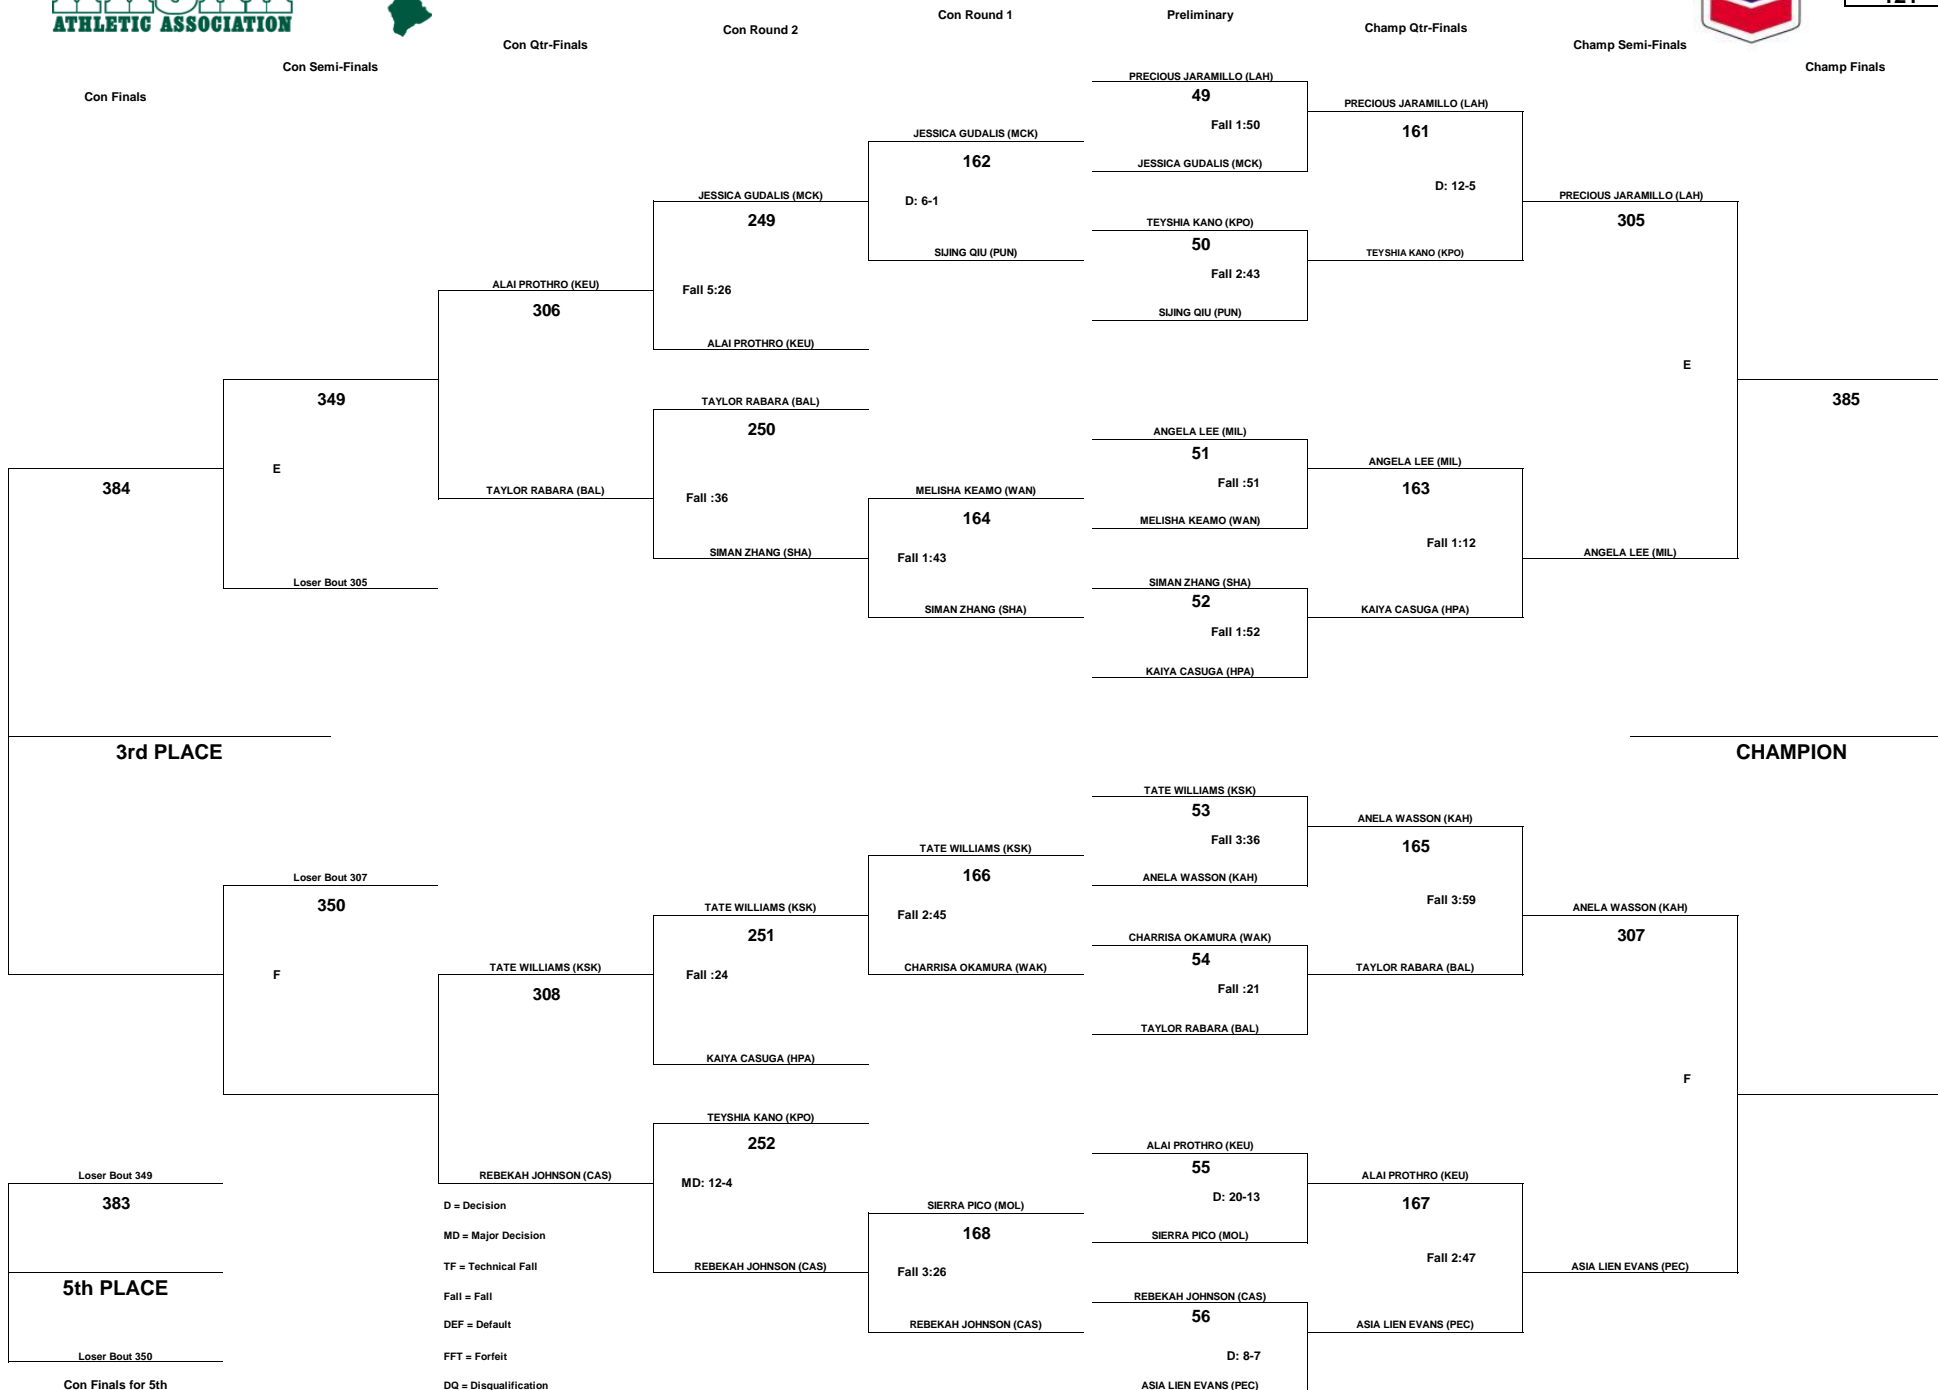 ATHLETIC ASSOCIATION
Con Finals
Con Semi-Finals
Con Qtr-Finals
Con Round 2
Con Round 1
Preliminary
Champ Qtr-Finals
Champ Semi-Finals
Champ Finals
PRECIOUS JARAMILLO (LAH)
49
Fall 1:50
JESSICA GUDALIS (MCK)
TEYSHIA KANO (KPO)
50
Fall 2:43
SIJING QIU (PUN)
ANGELA LEE (MIL)
51
Fall :51
MELISHA KEAMO (WAN)
SIMAN ZHANG (SHA)
52
Fall 1:52
KAIYA CASUGA (HPA)
TATE WILLIAMS (KSK)
53
Fall 3:36
ANELA WASSON (KAH)
CHARRISA OKAMURA (WAK)
54
Fall :21
TAYLOR RABARA (BAL)
ALAI PROTHRO (KEU)
55
D: 20-13
SIERRA PICO (MOL)
REBEKAH JOHNSON (CAS)
56
D: 8-7
ASIA LIEN EVANS (PEC)
PRECIOUS JARAMILLO (LAH)
161
D: 12-5
TEYSHIA KANO (KPO)
ANGELA LEE (MIL)
163
Fall 1:12
KAIYA CASUGA (HPA)
ANELA WASSON (KAH)
165
Fall 3:59
TAYLOR RABARA (BAL)
ALAI PROTHRO (KEU)
167
Fall 2:47
ASIA LIEN EVANS (PEC)
PRECIOUS JARAMILLO (LAH)
305
E
ANGELA LEE (MIL)
ANELA WASSON (KAH)
307
F
ASIA LIEN EVANS (PEC)
385
CHAMPION
JESSICA GUDALIS (MCK)
162
D: 6-1
SIJING QIU (PUN)
MELISHA KEAMO (WAN)
164
Fall 1:43
SIMAN ZHANG (SHA)
TATE WILLIAMS (KSK)
166
Fall 2:45
CHARRISA OKAMURA (WAK)
SIERRA PICO (MOL)
168
Fall 3:26
REBEKAH JOHNSON (CAS)
JESSICA GUDALIS (MCK)
249
Fall 5:26
ALAI PROTHRO (KEU)
TAYLOR RABARA (BAL)
250
Fall :36
SIMAN ZHANG (SHA)
TATE WILLIAMS (KSK)
251
Fall :24
KAIYA CASUGA (HPA)
TEYSHIA KANO (KPO)
252
MD: 12-4
REBEKAH JOHNSON (CAS)
ALAI PROTHRO (KEU)
306
TAYLOR RABARA (BAL)
TATE WILLIAMS (KSK)
308
REBEKAH JOHNSON (CAS)
349
E
Loser Bout 305
Loser Bout 307
350
F
384
3rd PLACE
Loser Bout 349
383
5th PLACE
Loser Bout 350
Con Finals for 5th
D = Decision
MD = Major Decision
TF = Technical Fall
Fall = Fall
DEF = Default
FFT = Forfeit
DQ = Disqualification